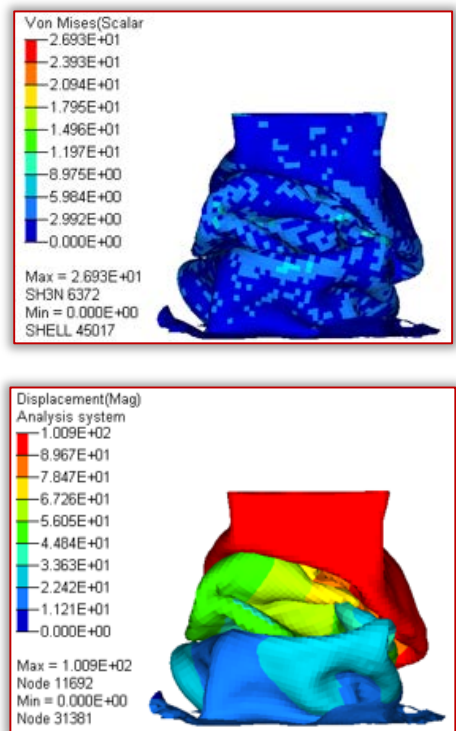 Von Mises(Scalar
2.693E+01
2.393E+01
2.094E+01
1.795E+01
1.496E+01
1.197E+01
8.975E+00
5.984E+00
2.992E+00
0.000E+00
Max = 2.693E+01
SH3N 6372
Min = 0.000E+00
SHELL 45017
Displacement(Mag)
Analysis system
1.009E+02
8.967E+01
7.847E+01
6.726E+01
5.605E+01
4.484E+01
3.363E+01
2.242E+01
1.121E+01
0.000E+00
Max = 1.009E+02
Node 11692
Min = 0.000E+00
Node 31381